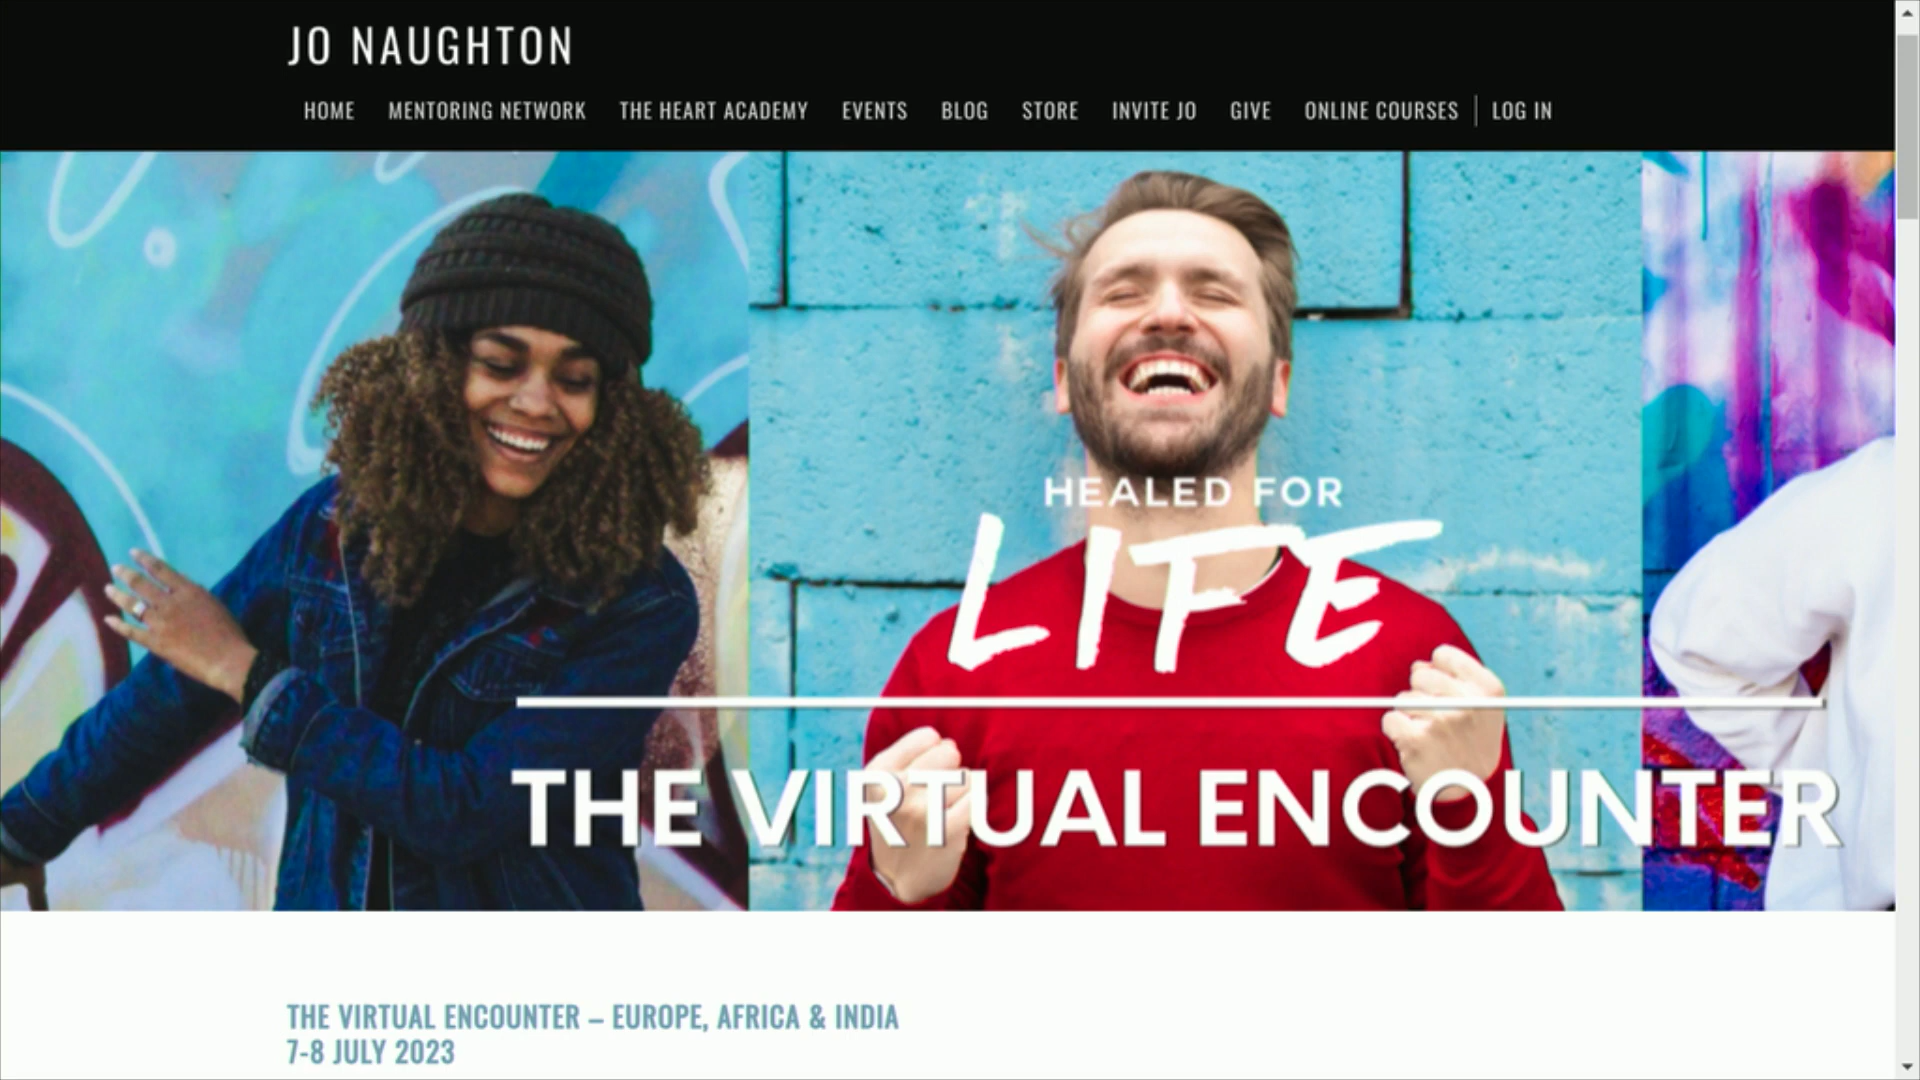 JO NAUGHTON
HOME MENTORING NETWORK THE HEART ACADEMY EVENTS BLOG STORE INVITE JO GIVE ONLINE COURSES LOG IN
HEALED FOR
LIFE
THE VIRTUAL ENCOUNTER
THE VIRTUAL ENCOUNTER – EUROPE, AFRICA & INDIA
7-8 JULY 2023